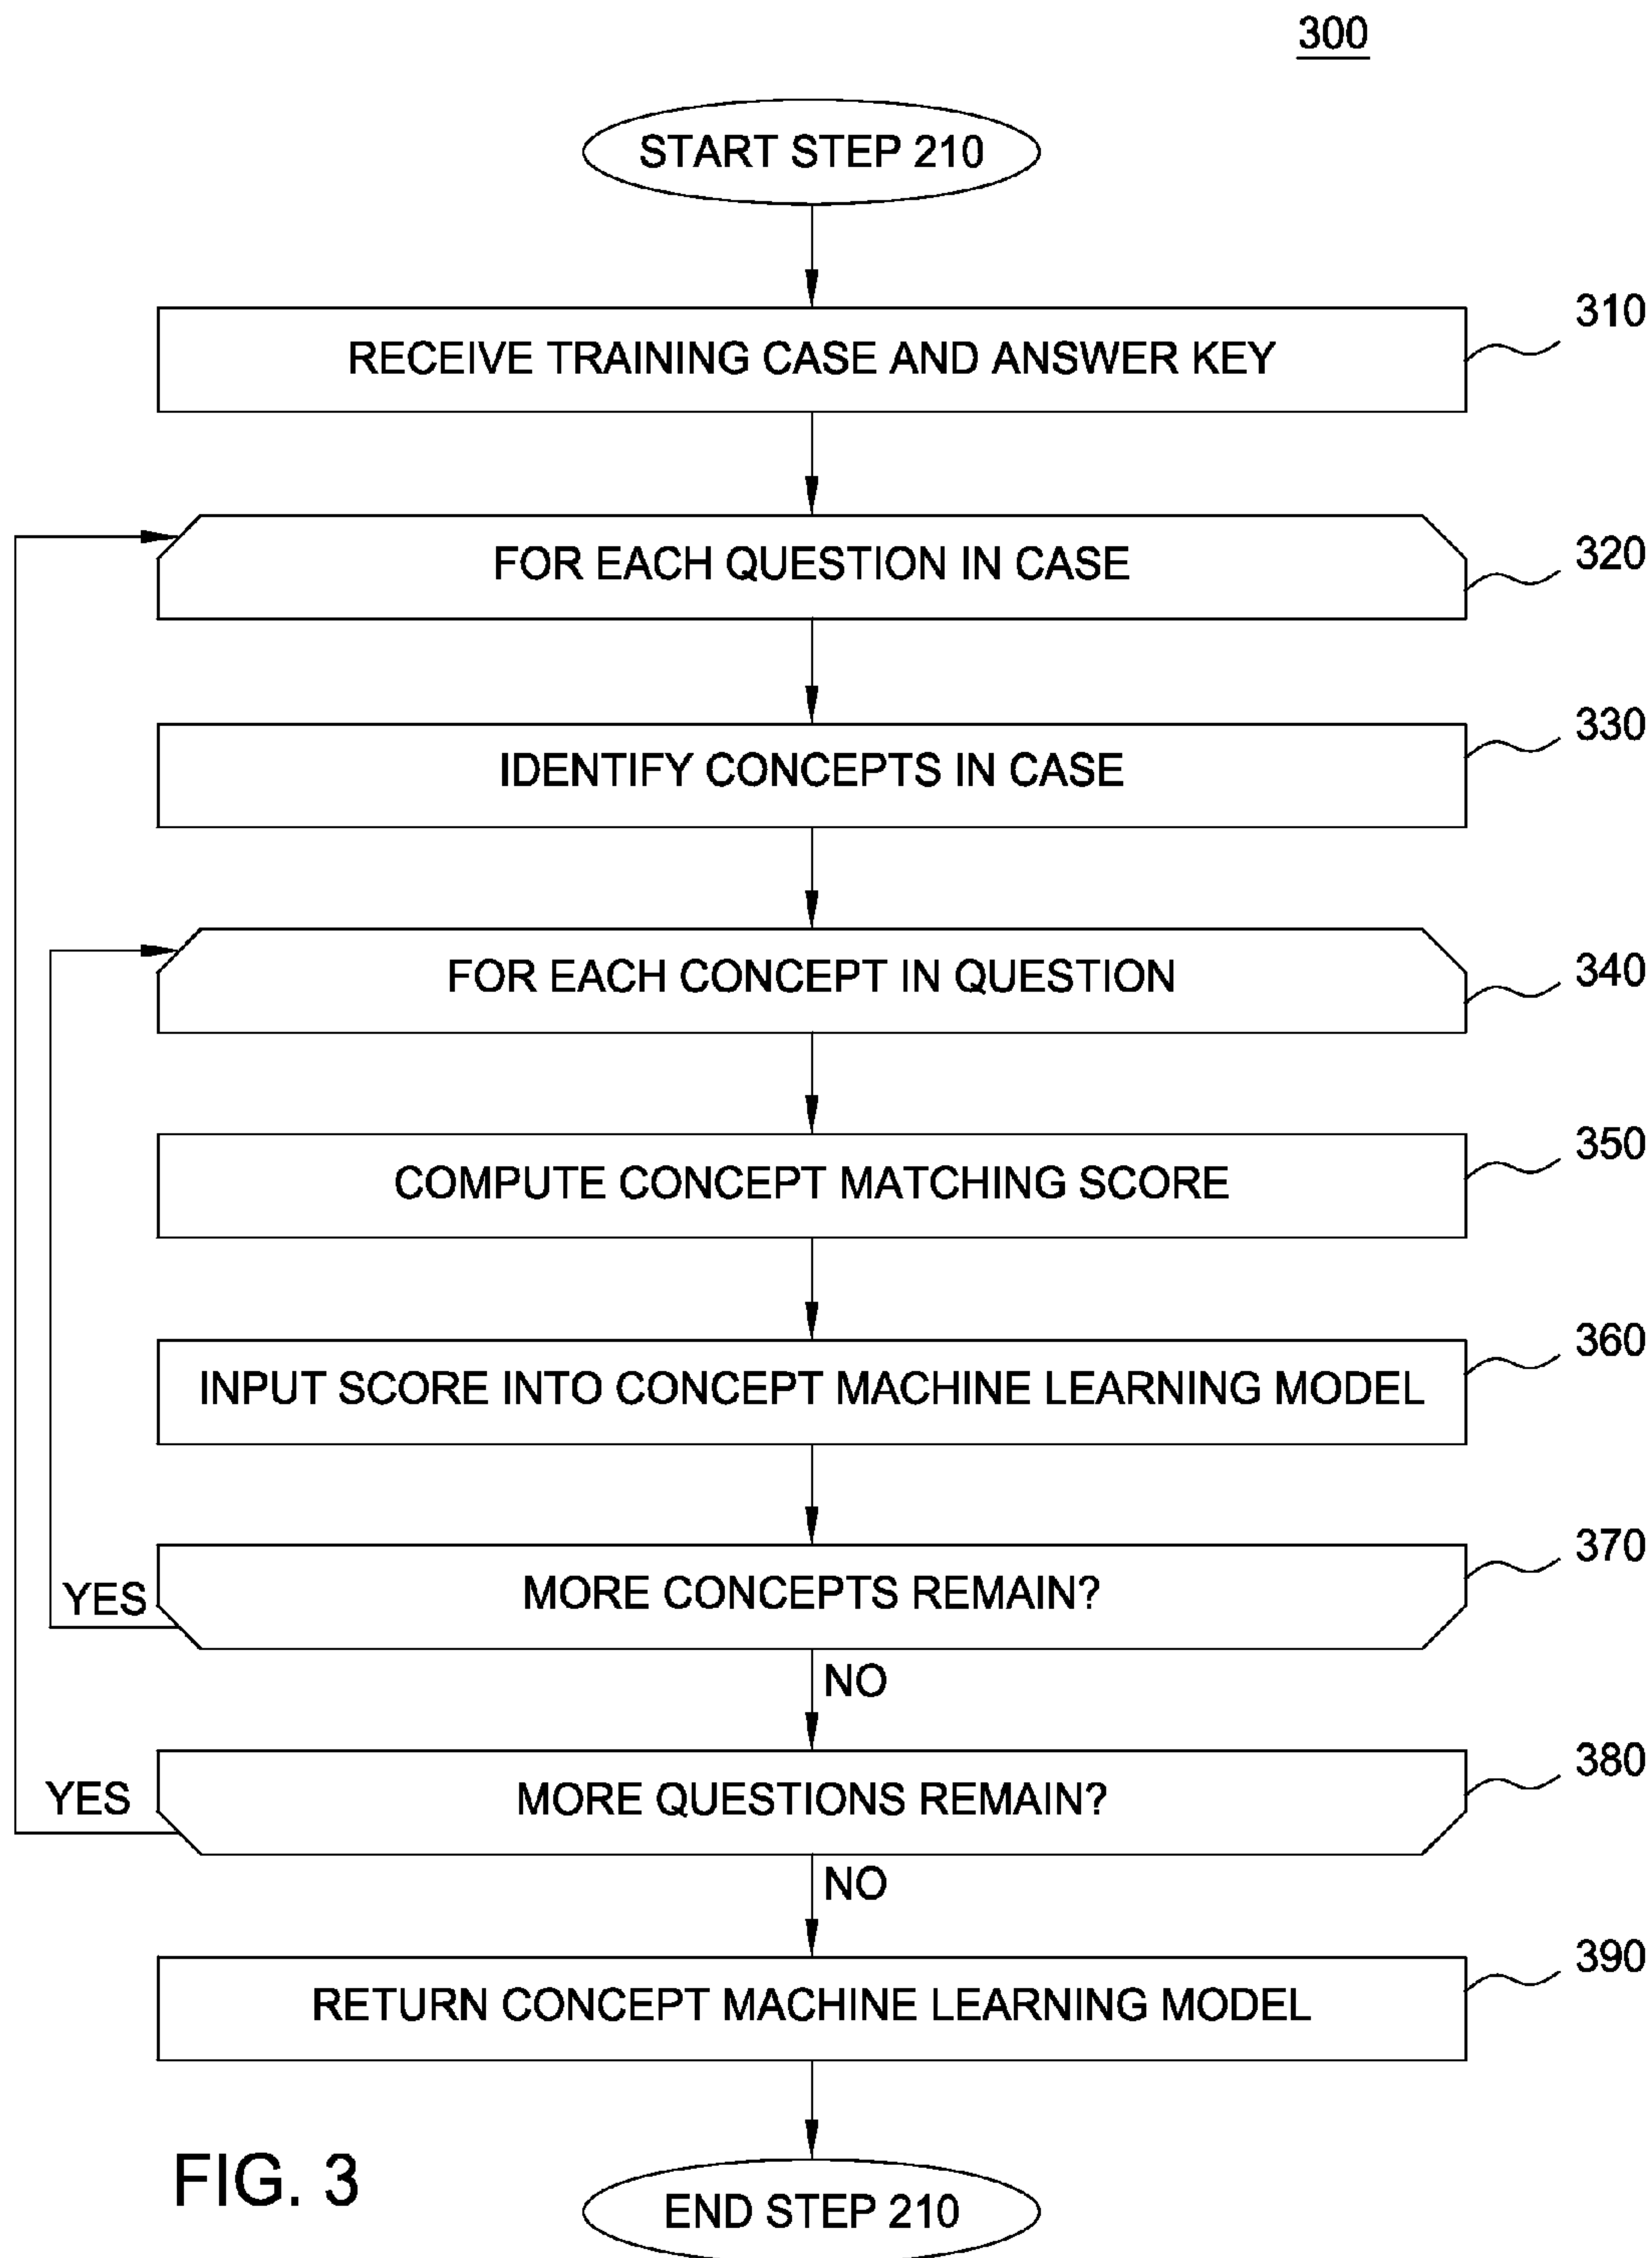 300
START STEP 210
RECEIVE TRAINING CASE AND ANSWER KEY
310
FOR EACH QUESTION IN CASE
320
IDENTIFY CONCEPTS IN CASE
330
FOR EACH CONCEPT IN QUESTION
340
COMPUTE CONCEPT MATCHING SCORE
350
INPUT SCORE INTO CONCEPT MACHINE LEARNING MODEL
360
MORE CONCEPTS REMAIN?
370
YES
NO
MORE QUESTIONS REMAIN?
380
YES
NO
RETURN CONCEPT MACHINE LEARNING MODEL
390
END STEP 210
FIG. 3